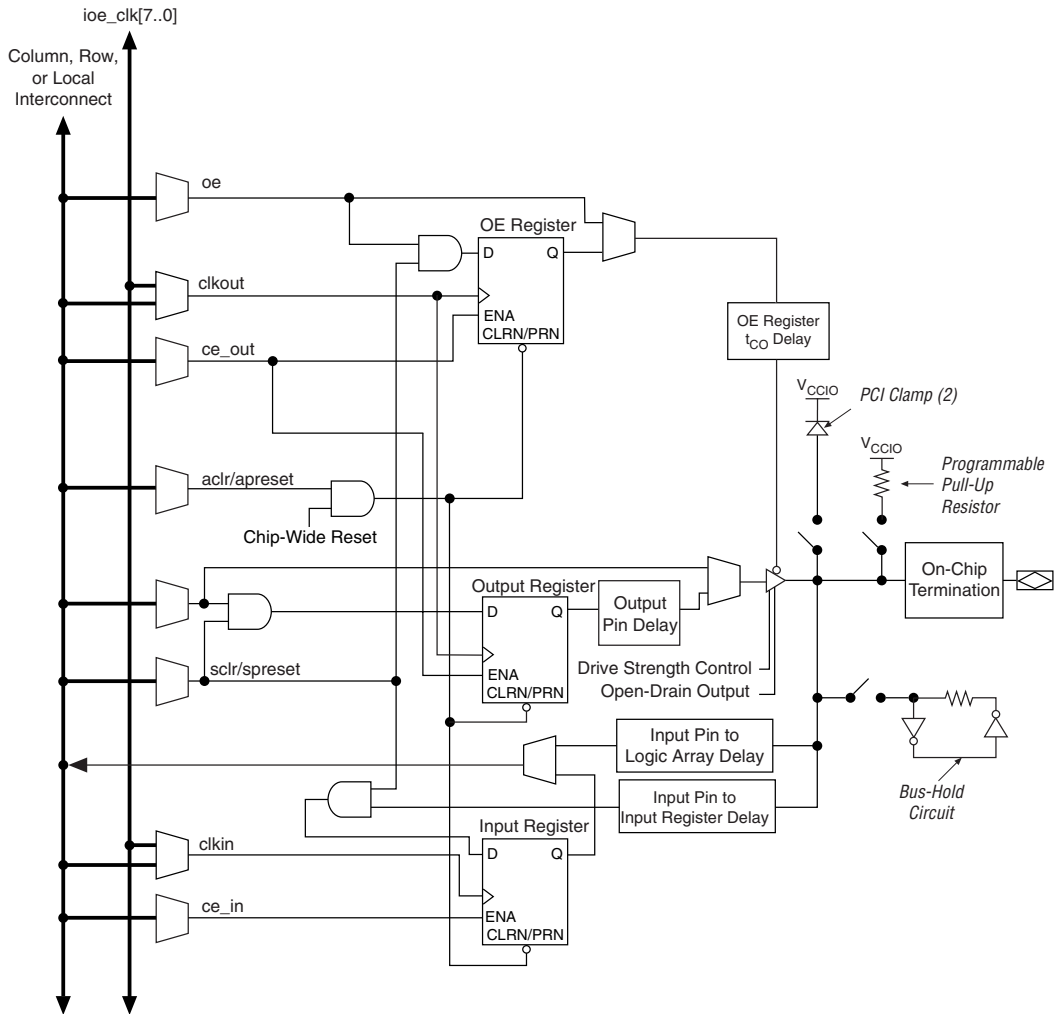 ioe_clk[7..0]
Column, Row,
or Local
Interconnect
oe
OE Register
D
Q
clkout
ENA
CLRN/PRN
OE Register
tCO Delay
ce_out
VCCIO
PCI Clamp (2)
VCCIO
Programmable
Pull-Up
Resistor
aclr/apreset
Chip-Wide Reset
On-Chip
Termination
Output Register
D
Q
Output
Pin Delay
ENA
CLRN/PRN
sclr/spreset
Drive Strength Control
Open-Drain Output
Input Pin to
Logic Array Delay
Input Pin to
Input Register Delay
Bus-Hold
Circuit
Input Register
clkin
D
Q
ce_in
ENA
CLRN/PRN